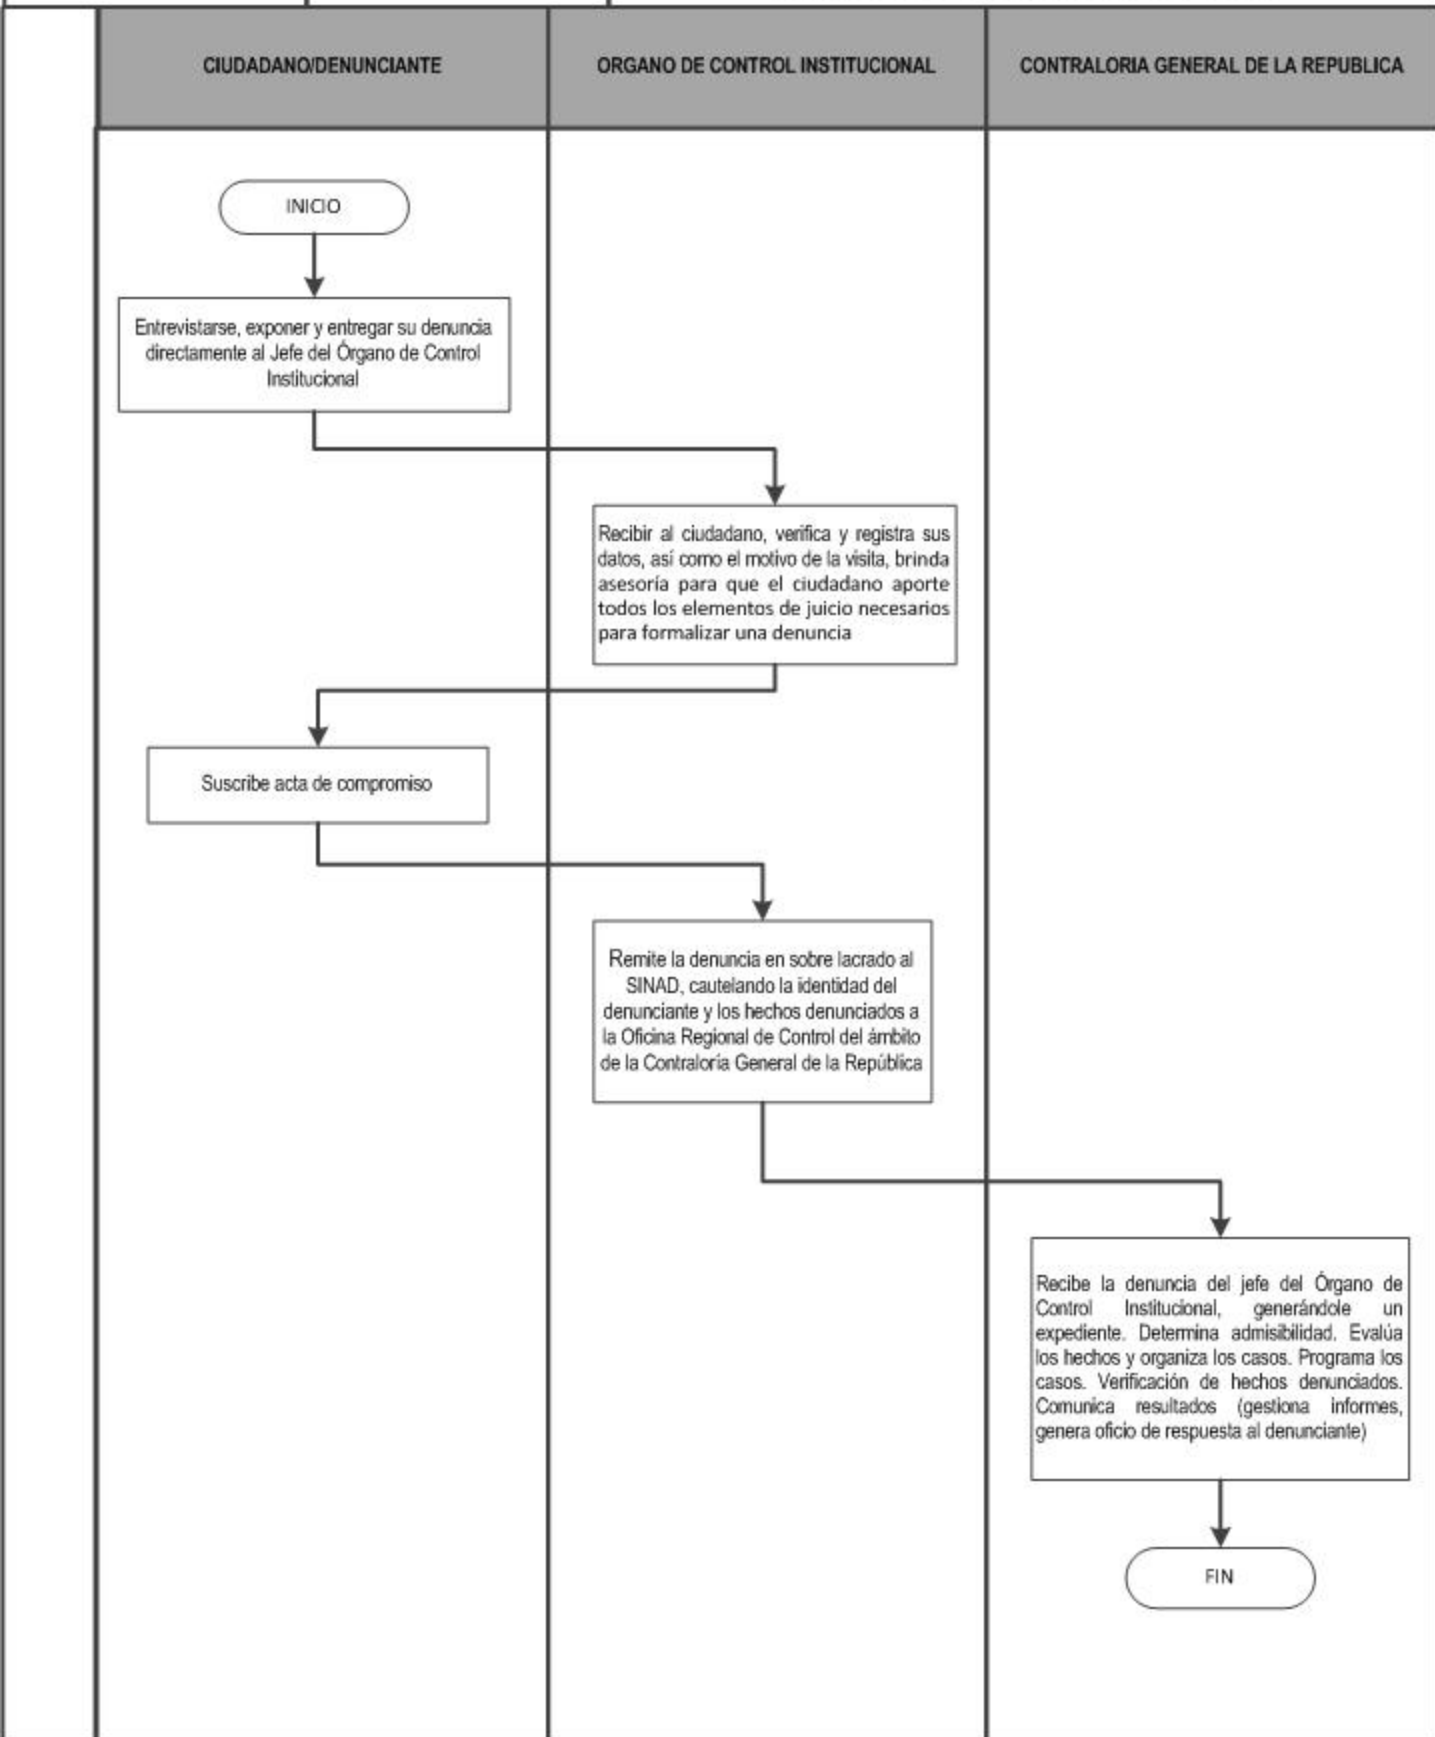 CIUDADANO/DENUNCIANTE
ORGANO DE CONTROL INSTITUCIONAL
CONTRALORIA GENERAL DE LA REPUBLICA
INICIO
Entrevistarse, exponer y entregar su denuncia
directamente al Jefe del Órgano de Control
Institucional
Recibir al ciudadano, verifica y registra sus
datos, así como el motivo de la visita, brinda
asesoría para que el ciudadano aporte
todos los elementos de juicio necesarios
para formalizar una denuncia
Suscribe acta de compromiso
Remite la denuncia en sobre lacrado al
SINAD, cautelando la identidad del
denunciante y los hechos denunciados a
la Oficina Regional de Control del ámbito
de la Contraloría General de la República
Recibe la denuncia del jefe del Órgano de
Control Institucional, generándole un
expediente. Determina admisibilidad. Evalúa
los hechos y organiza los casos. Programa los
casos. Verificación de hechos denunciados.
Comunica resultados (gestiona informes,
genera oficio de respuesta al denunciante)
FIN